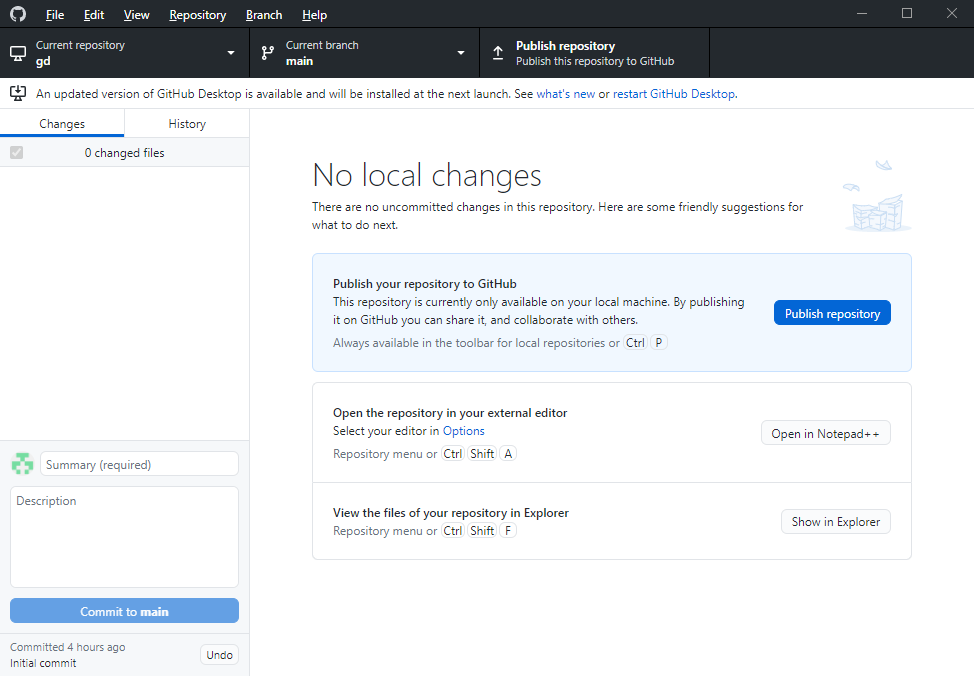 File Edit View Repository Branch Help
Current repository
gd
Current branch
main
Publish repository
Publish this repository to GitHub
An updated version of GitHub Desktop is available and will be installed at the next launch. See what's new or restart GitHub Desktop.
Changes
History
0 changed files
No local changes
There are no uncommitted changes in this repository. Here are some friendly suggestions for
what to do next.
Publish your repository to GitHub
This repository is currently only available on your local machine. By publishing
it on GitHub you can share it, and collaborate with others.
Always available in the toolbar for local repositories or Ctrl P
Publish repository
Open the repository in your external editor
Select your editor in Options
Repository menu or Ctrl Shift A
Open in Notepad++
View the files of your repository in Explorer
Repository menu or Ctrl Shift F
Show in Explorer
Summary (required)
Description
Commit to main
Committed 4 hours ago
Initial commit
Undo